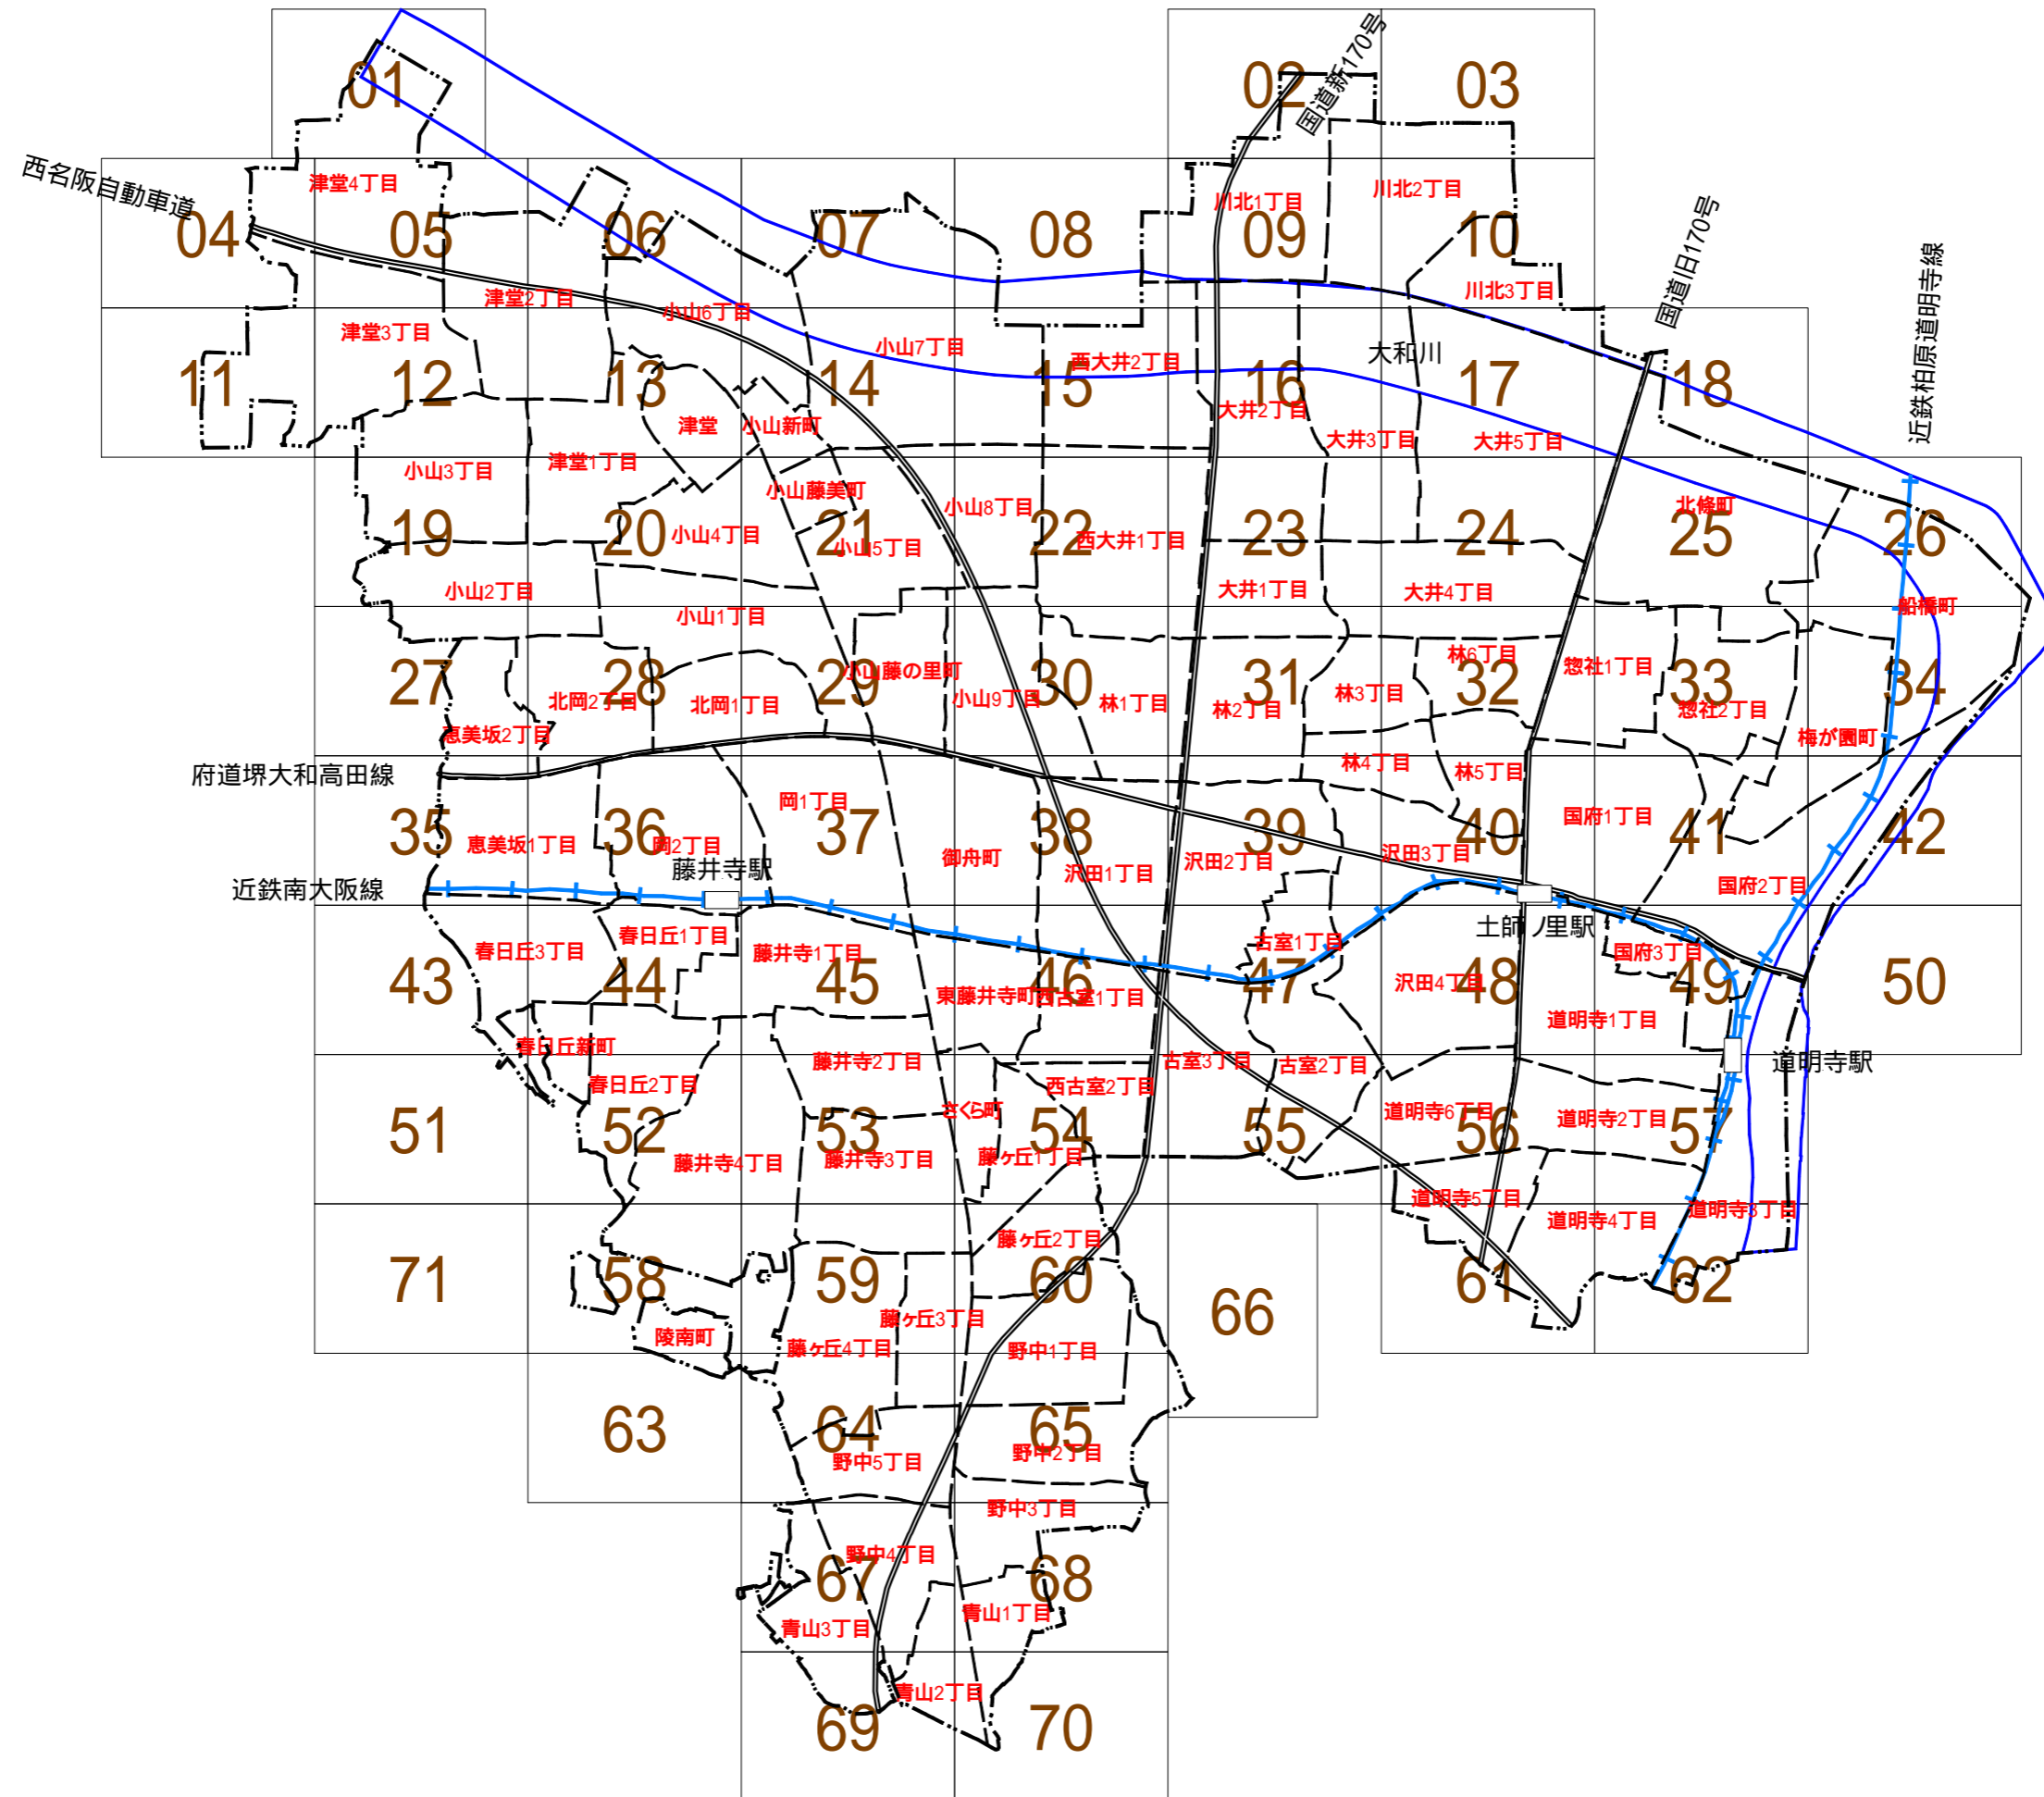 01
02
国道新170号
03
西名阪自動車道
津堂4丁目
川北1丁目
川北2丁目
04
05
06
07
08
09
10
国道旧170号
近鉄柏原道明寺線
津堂2丁目
小山6丁目
川北3丁目
津堂3丁目
小山7丁目
西大井2丁目
大和川
11
12
13
14
15
16
17
18
津堂
小山新町
大井2丁目
大井3丁目
大井5丁目
小山3丁目
津堂1丁目
小山藤美町
小山8丁目
北條町
19
20
小山4丁目
21
小山5丁目
22
西大井1丁目
23
24
25
26
小山2丁目
大井1丁目
大井4丁目
船橋町
小山1丁目
27
28
29
小山藤の里町
30
31
林6丁目
32
惣社1丁目
33
34
北岡2丁目
北岡1丁目
小山9丁目
林1丁目
林2丁目
林3丁目
惣社2丁目
恵美坂2丁目
梅が園町
府道堺大和高田線
林4丁目
林5丁目
岡1丁目
国府1丁目
35
恵美坂1丁目
36
岡2丁目
37
38
39
40
41
42
藤井寺駅
御舟町
沢田1丁目
沢田2丁目
沢田3丁目
近鉄南大阪線
国府2丁目
土師ノ里駅
春日丘3丁目
春日丘1丁目
藤井寺1丁目
古室1丁目
国府3丁目
43
44
45
46
47
48
49
50
東藤井寺町
西古室1丁目
沢田4丁目
道明寺1丁目
春日丘新町
春日丘2丁目
藤井寺2丁目
西古室2丁目
古室3丁目
古室2丁目
道明寺駅
51
52
53
さくら町
54
55
道明寺6丁目
56
道明寺2丁目
57
藤井寺4丁目
藤井寺3丁目
藤ヶ丘1丁目
道明寺5丁目
道明寺4丁目
道明寺3丁目
藤ヶ丘2丁目
71
58
59
60
66
61
62
藤ヶ丘3丁目
陵南町
藤ヶ丘4丁目
野中1丁目
63
64
65
野中5丁目
野中2丁目
野中3丁目
野中4丁目
67
68
青山3丁目
青山1丁目
青山2丁目
69
70